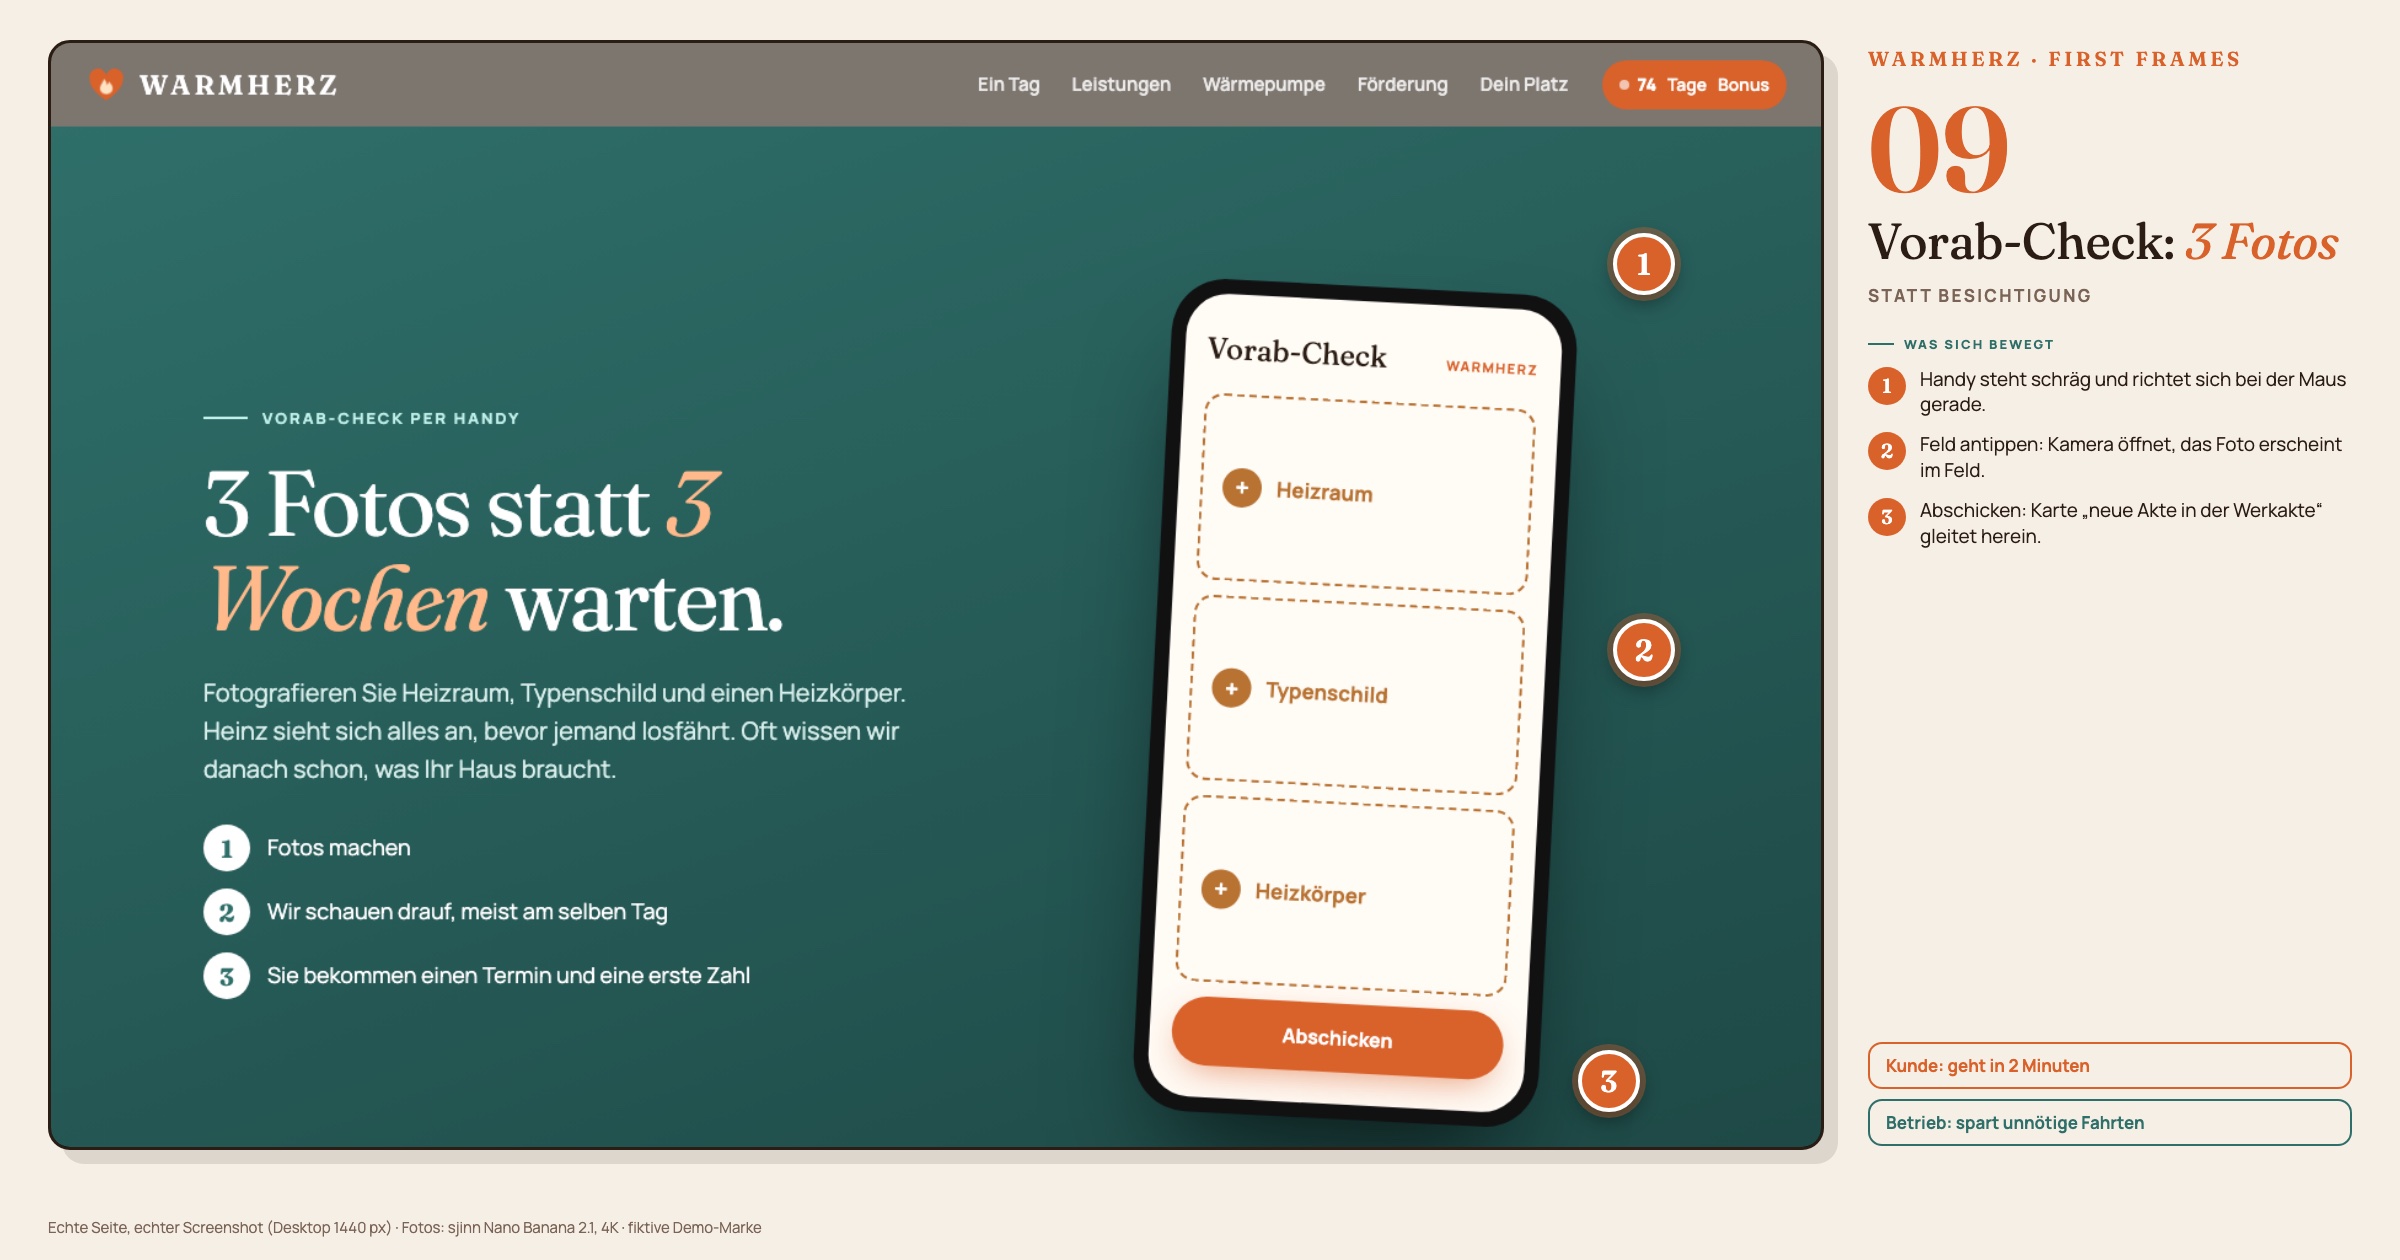 WARMHERZ
Ein Tag Leistungen Wärmepumpe Förderung Dein Platz 74 Tage Bonus
VORAB-CHECK PER HANDY
3 Fotos statt 3
Wochen warten.
Fotografieren Sie Heizraum, Typenschild und einen Heizkörper.
Heinz sieht sich alles an, bevor jemand losfährt. Oft wissen wir
danach schon, was Ihr Haus braucht.
1 Fotos machen
2 Wir schauen drauf, meist am selben Tag
3 Sie bekommen einen Termin und eine erste Zahl
Vorab-Check WARMHERZ
+ Heizraum
+ Typenschild
+ Heizkörper
Abschicken
1
2
3
WARMHERZ · FIRST FRAMES
09
Vorab-Check: 3 Fotos
STATT BESICHTIGUNG
WAS SICH BEWEGT
1 Handy steht schräg und richtet sich bei der Maus
gerade.
2 Feld antippen: Kamera öffnet, das Foto erscheint
im Feld.
3 Abschicken: Karte „neue Akte in der Werkakte“
gleitet herein.
Kunde: geht in 2 Minuten
Betrieb: spart unnötige Fahrten
Echte Seite, echter Screenshot (Desktop 1440 px) · Fotos: sjinn Nano Banana 2.1, 4K · fiktive Demo-Marke